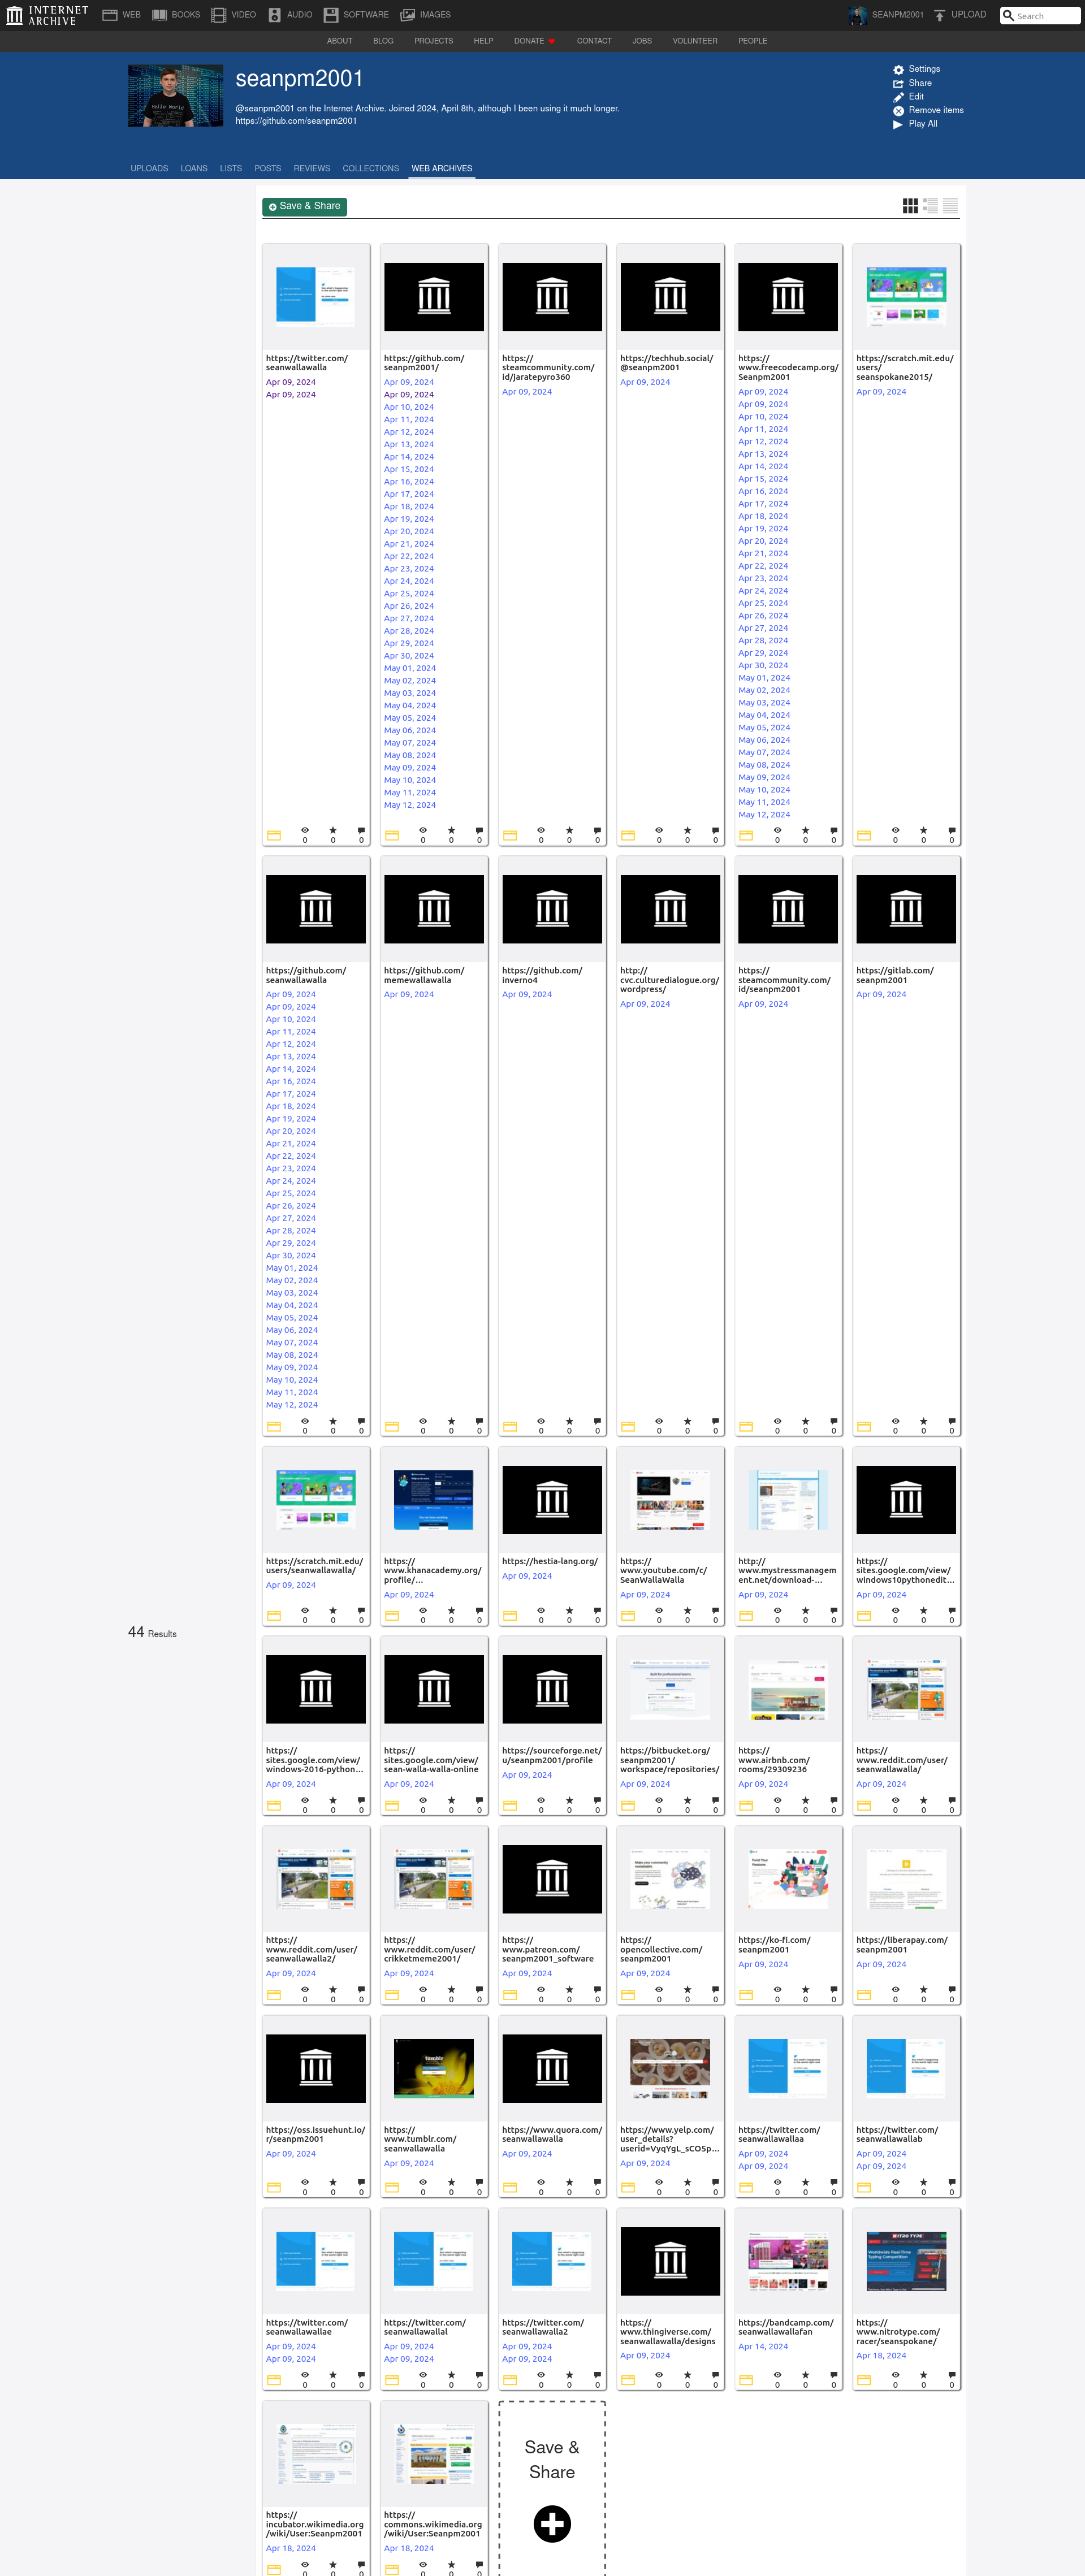 INTERNET ARCHIVE
WEB
BOOKS
VIDEO
AUDIO
SOFTWARE
IMAGES
SEANPM2001
UPLOAD
Search
ABOUT
BLOG
PROJECTS
HELP
DONATE
CONTACT
JOBS
VOLUNTEER
PEOPLE
Hello World
seanpm2001
@seanpm2001 on the Internet Archive. Joined 2024, April 8th, although I been using it much longer.
https://github.com/seanpm2001
Settings
Share
Edit
Remove items
Play All
UPLOADS
LOANS
LISTS
POSTS
REVIEWS
COLLECTIONS
WEB ARCHIVES
Save & Share
44 Results
https://twitter.com/
seanwallawalla
Apr 09, 2024
Apr 09, 2024
0 0 0
https://github.com/
seanpm2001/
Apr 09, 2024
Apr 09, 2024
Apr 10, 2024
Apr 11, 2024
Apr 12, 2024
Apr 13, 2024
Apr 14, 2024
Apr 15, 2024
Apr 16, 2024
Apr 17, 2024
Apr 18, 2024
Apr 19, 2024
Apr 20, 2024
Apr 21, 2024
Apr 22, 2024
Apr 23, 2024
Apr 24, 2024
Apr 25, 2024
Apr 26, 2024
Apr 27, 2024
Apr 28, 2024
Apr 29, 2024
Apr 30, 2024
May 01, 2024
May 02, 2024
May 03, 2024
May 04, 2024
May 05, 2024
May 06, 2024
May 07, 2024
May 08, 2024
May 09, 2024
May 10, 2024
May 11, 2024
May 12, 2024
0 0 0
https://
steamcommunity.com/
id/jaratepyro360
Apr 09, 2024
0 0 0
https://techhub.social/
@seanpm2001
Apr 09, 2024
0 0 0
https://
www.freecodecamp.org/
Seanpm2001
Apr 09, 2024
Apr 09, 2024
Apr 10, 2024
Apr 11, 2024
Apr 12, 2024
Apr 13, 2024
Apr 14, 2024
Apr 15, 2024
Apr 16, 2024
Apr 17, 2024
Apr 18, 2024
Apr 19, 2024
Apr 20, 2024
Apr 21, 2024
Apr 22, 2024
Apr 23, 2024
Apr 24, 2024
Apr 25, 2024
Apr 26, 2024
Apr 27, 2024
Apr 28, 2024
Apr 29, 2024
Apr 30, 2024
May 01, 2024
May 02, 2024
May 03, 2024
May 04, 2024
May 05, 2024
May 06, 2024
May 07, 2024
May 08, 2024
May 09, 2024
May 10, 2024
May 11, 2024
May 12, 2024
0 0 0
https://scratch.mit.edu/
users/
seanspokane2015/
Apr 09, 2024
0 0 0
https://github.com/
seanwallawalla
Apr 09, 2024
Apr 09, 2024
Apr 10, 2024
Apr 11, 2024
Apr 12, 2024
Apr 13, 2024
Apr 14, 2024
Apr 16, 2024
Apr 17, 2024
Apr 18, 2024
Apr 19, 2024
Apr 20, 2024
Apr 21, 2024
Apr 22, 2024
Apr 23, 2024
Apr 24, 2024
Apr 25, 2024
Apr 26, 2024
Apr 27, 2024
Apr 28, 2024
Apr 29, 2024
Apr 30, 2024
May 01, 2024
May 02, 2024
May 03, 2024
May 04, 2024
May 05, 2024
May 06, 2024
May 07, 2024
May 08, 2024
May 09, 2024
May 10, 2024
May 11, 2024
May 12, 2024
0 0 0
https://github.com/
memewallawalla
Apr 09, 2024
0 0 0
https://github.com/
inverno4
Apr 09, 2024
0 0 0
http://
cvc.culturedialogue.org/
wordpress/
Apr 09, 2024
0 0 0
https://
steamcommunity.com/
id/seanpm2001
Apr 09, 2024
0 0 0
https://gitlab.com/
seanpm2001
Apr 09, 2024
0 0 0
https://scratch.mit.edu/
users/seanwallawalla/
Apr 09, 2024
0 0 0
https://
www.khanacademy.org/
profile/...
Apr 09, 2024
0 0 0
https://hestia-lang.org/
Apr 09, 2024
0 0 0
https://
www.youtube.com/c/
SeanWallaWalla
Apr 09, 2024
0 0 0
http://
www.mystressmanagem
ent.net/download-...
Apr 09, 2024
0 0 0
https://
sites.google.com/view/
windows10pythonedit...
Apr 09, 2024
0 0 0
https://
sites.google.com/view/
windows-2016-python...
Apr 09, 2024
0 0 0
https://
sites.google.com/view/
sean-walla-walla-online
Apr 09, 2024
0 0 0
https://sourceforge.net/
u/seanpm2001/profile
Apr 09, 2024
0 0 0
https://bitbucket.org/
seanpm2001/
workspace/repositories/
Apr 09, 2024
0 0 0
https://
www.airbnb.com/
rooms/29309236
Apr 09, 2024
0 0 0
https://
www.reddit.com/user/
seanwallawalla/
Apr 09, 2024
0 0 0
https://
www.reddit.com/user/
seanwallawalla2/
Apr 09, 2024
0 0 0
https://
www.reddit.com/user/
crikketmeme2001/
Apr 09, 2024
0 0 0
https://
www.patreon.com/
seanpm2001_software
Apr 09, 2024
0 0 0
https://
opencollective.com/
seanpm2001
Apr 09, 2024
0 0 0
https://ko-fi.com/
seanpm2001
Apr 09, 2024
0 0 0
https://liberapay.com/
seanpm2001
Apr 09, 2024
0 0 0
https://oss.issuehunt.io/
r/seanpm2001
Apr 09, 2024
0 0 0
tumblr
https://
www.tumblr.com/
seanwallawalla
Apr 09, 2024
0 0 0
https://www.quora.com/
seanwallawalla
Apr 09, 2024
0 0 0
https://www.yelp.com/
user_details?
userid=VyqYgL_sCO5p...
Apr 09, 2024
0 0 0
https://twitter.com/
seanwallawallaa
Apr 09, 2024
Apr 09, 2024
0 0 0
https://twitter.com/
seanwallawallab
Apr 09, 2024
Apr 09, 2024
0 0 0
https://twitter.com/
seanwallawallae
Apr 09, 2024
Apr 09, 2024
0 0 0
https://twitter.com/
seanwallawallal
Apr 09, 2024
Apr 09, 2024
0 0 0
https://twitter.com/
seanwallawalla2
Apr 09, 2024
Apr 09, 2024
0 0 0
https://
www.thingiverse.com/
seanwallawalla/designs
Apr 09, 2024
0 0 0
https://bandcamp.com/
seanwallawallafan
Apr 14, 2024
0 0 0
NITRO TYPE
https://
www.nitrotype.com/
racer/seanspokane/
Apr 18, 2024
0 0 0
https://
incubator.wikimedia.org
/wiki/User:Seanpm2001
Apr 18, 2024
0 0 0
https://
commons.wikimedia.org
/wiki/User:Seanpm2001
Apr 18, 2024
0 0 0
Save &
Share